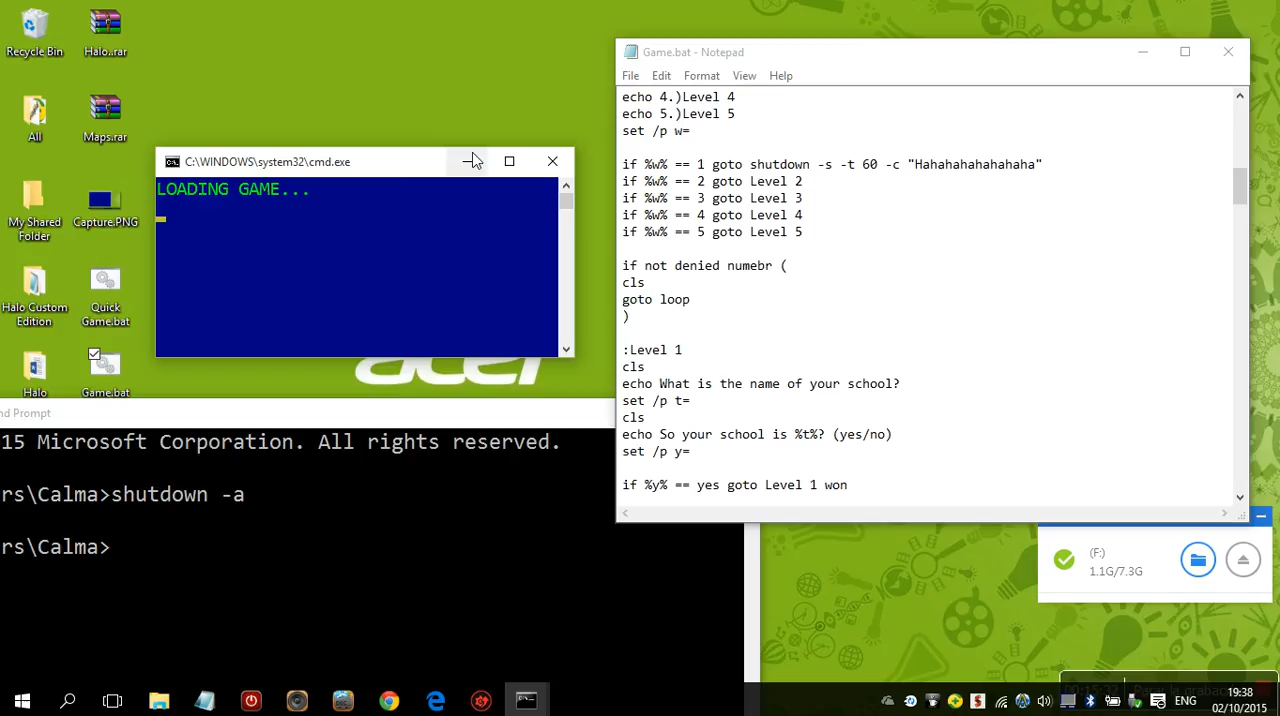 Recycle Bin
Halo..rar
All
Maps.rar
My Shared
Folder
Capture.PNG
Halo Custom
Edition
Quick
Game.bat
Halo
Game.bat
acer
C:\WINDOWS\system32\cmd.exe
LOADING GAME...
Game.bat - Notepad
File Edit Format View Help
echo 4.)Level 4
echo 5.)Level 5
set /p w=
if %w% == 1 goto shutdown -s -t 60 -c "Hahahahahahaha"
if %w% == 2 goto Level 2
if %w% == 3 goto Level 3
if %w% == 4 goto Level 4
if %w% == 5 goto Level 5
if not denied numebr (
cls
goto loop
)
:Level 1
cls
echo What is the name of your school?
set /p t=
cls
echo So your school is %t%? (yes/no)
set /p y=
if %y% == yes goto Level 1 won
nd Prompt
15 Microsoft Corporation. All rights reserved.
rs\Calma>shutdown -a
rs\Calma>
(F:)
1.1G/7.3G
ENG
19:38
02/10/2015